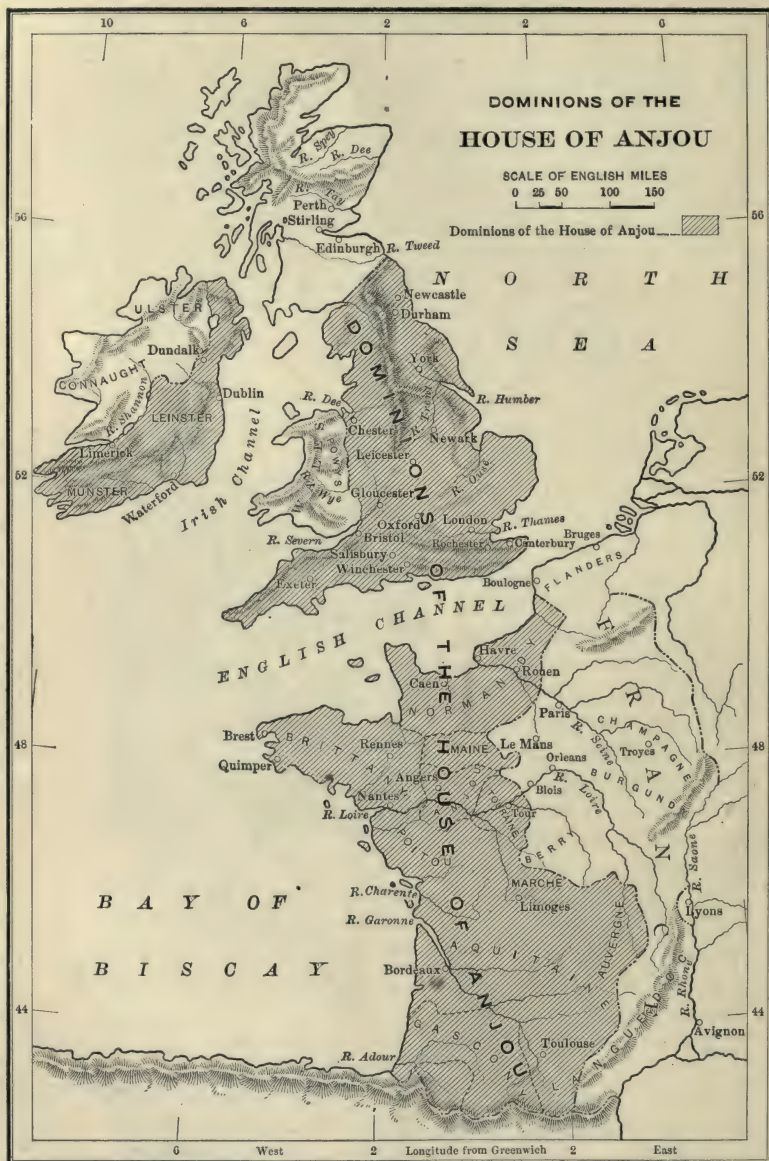 10 6 2 0
DOMINIONS OF THE
HOUSE OF ANJOU
SCALE OF ENGLISH MILES
0 25 50 100 150
Dominions of the House of Anjou
R. Spey
R. Dee
R. Tay
Perth
Stirling
Edinburgh
R. Tweed
56 56
NORTH
SEA
Newcastle
Durham
ULSTER
Dundalk
CONNAUGHT
R. Shannon
Dublin
LEINSTER
Limerick
MUNSTER
Waterford
Irish Channel
York
R. Humber
R. Trent
R. Dee
Chester
Newark
Leicester
WALES
POWYS
R. Wye
R. Ouse
52 52
Gloucester
Oxford
London
R. Thames
R. Severn
Bristol
Rochester
Canterbury
Bruges
Salisbury
Winchester
Exeter
Boulogne
FLANDERS
ENGLISH CHANNEL
Havre
Rouen
Caen
NORMANDY
Paris
R. Seine
CHAMPAGNE
Troyes
BURGUND
48 48
Brest
BRITTANY
Quimper
Rennes
MAINE
Le Mans
Orleans
Angers
Blois
R. Loire
Nantes
TOURAINE
Tour
R. Loire
POITOU
BERRY
R. Saone
MARCHE
Limoges
Lyons
R. Charente
R. Garonne
BAY OF
BISCAY
AQUITAINE
AUVERGNE
Bordeaux
R. Rhone
44 44
GASCONY
Toulouse
LANGUEDOC
Avignon
R. Adour
FRANCE
DOMINIONS OF THE HOUSE OF ANJOU
6 West 2 Longitude from Greenwich 2 East